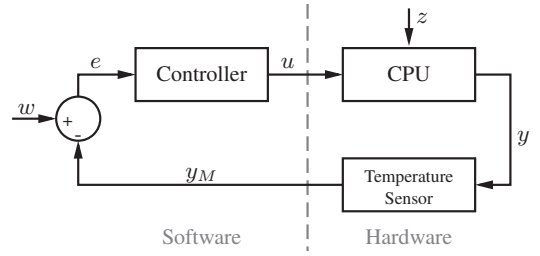 z
e
Controller
u
CPU
w
+
-
y
y_M
Temperature
Sensor
Software
Hardware